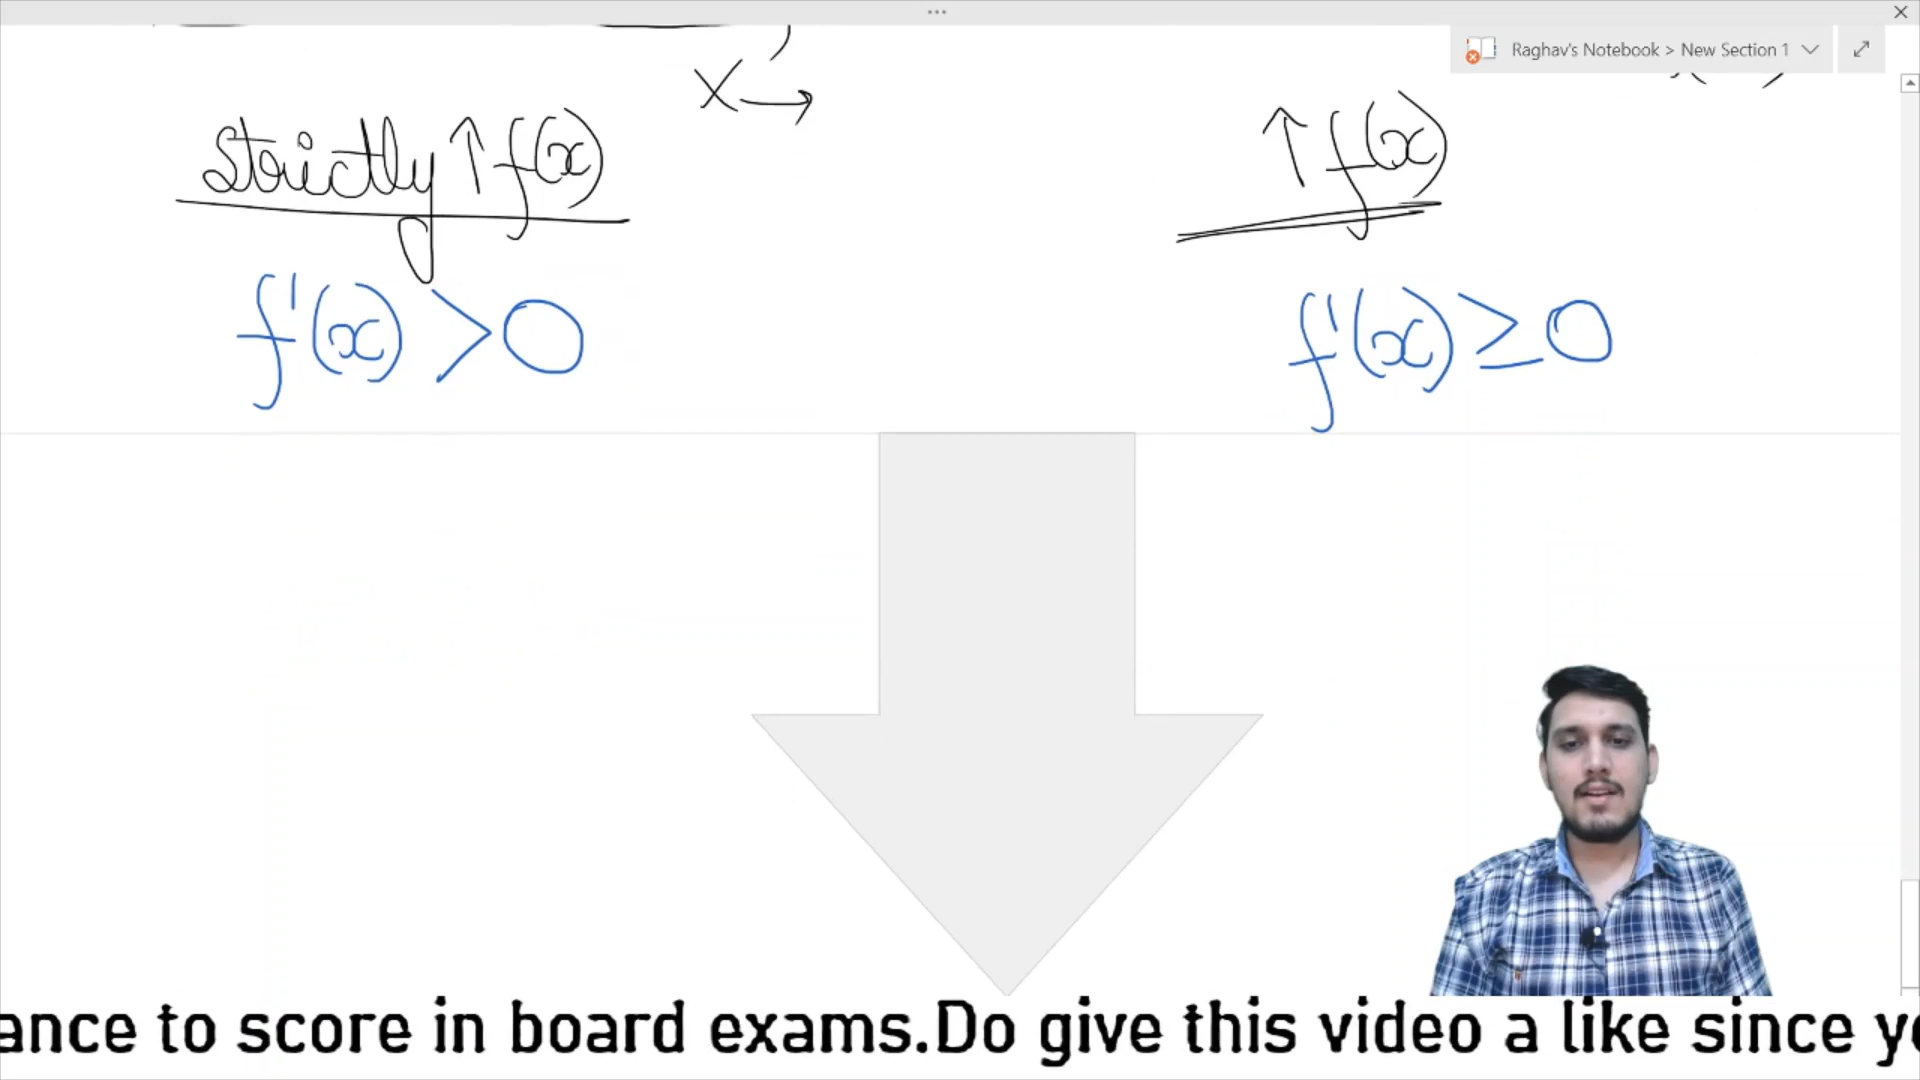 Raghav's Notebook > New Section 1
X→
Strictly ↑ f(x)
↑ f(x)
f'(x) > 0
f'(x) ≥ 0
ance to score in board exams.Do give this video a like since y